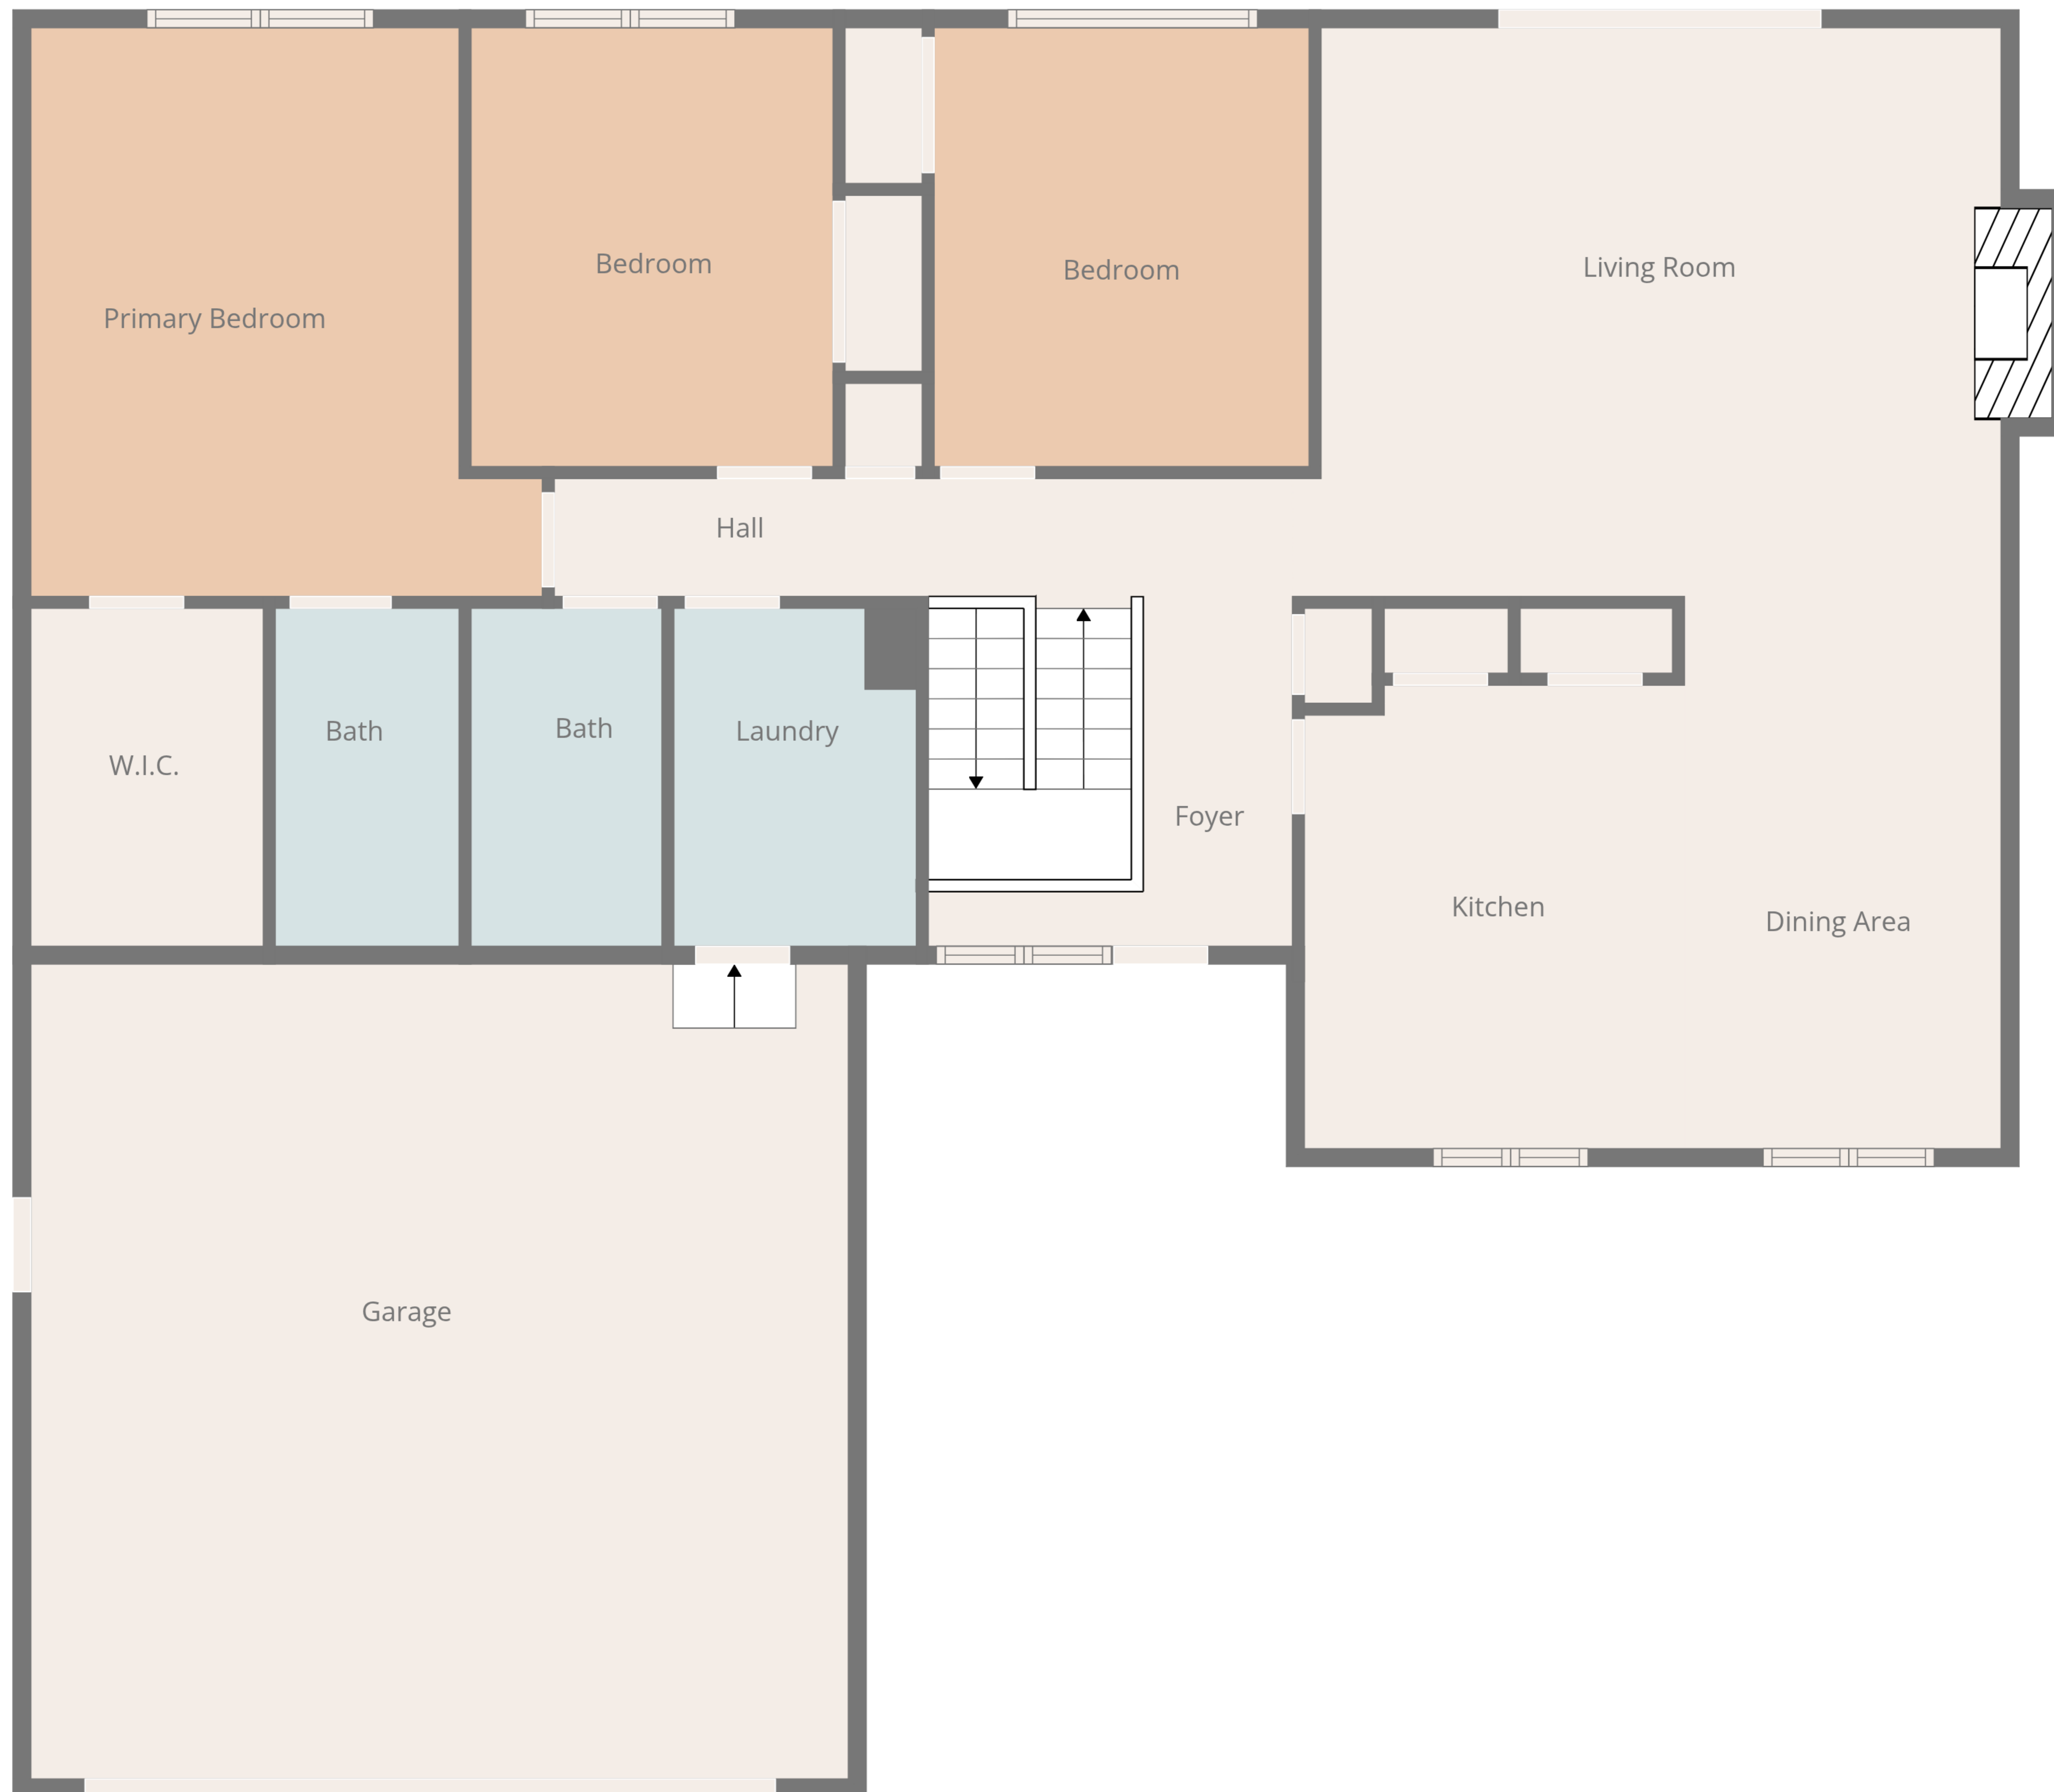 Primary Bedroom
Bedroom
Bedroom
Living Room
Hall
W.I.C.
Bath
Bath
Laundry
Foyer
Kitchen
Dining Area
Garage